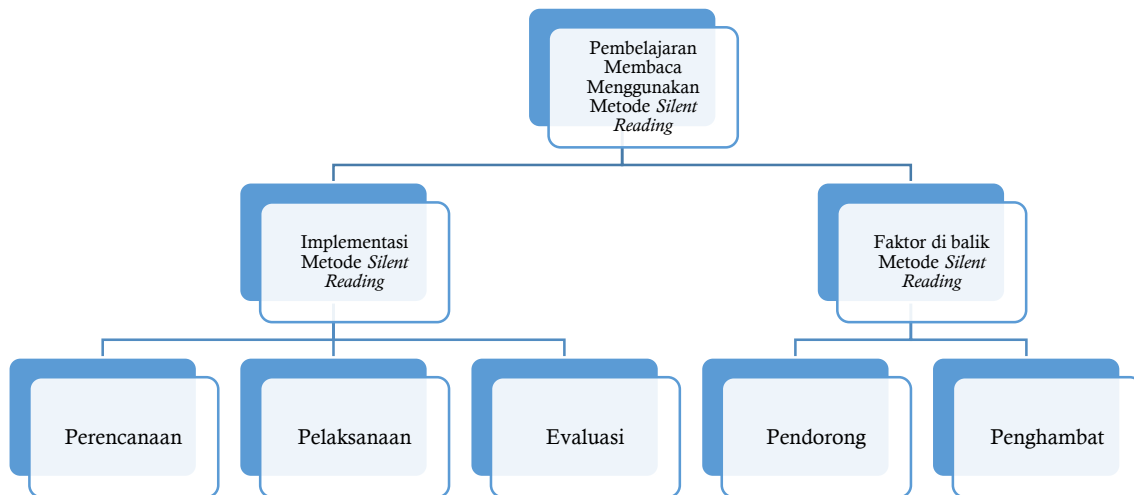 Pembelajaran
Membaca
Menggunakan
Metode Silent
Reading
Implementasi
Metode Silent
Reading
Faktor di balik
Metode Silent
Reading
Perencanaan
Pelaksanaan
Evaluasi
Pendorong
Penghambat